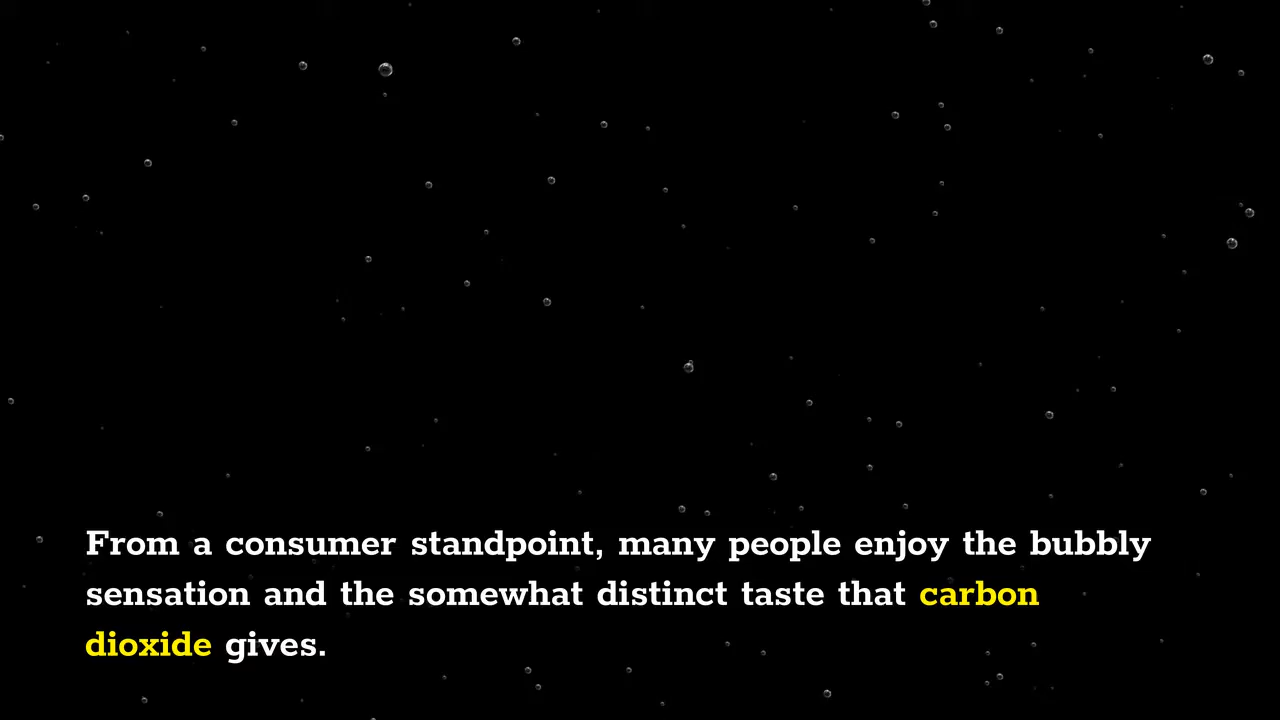 From a consumer standpoint, many people enjoy the bubbly
sensation and the somewhat distinct taste that carbon
dioxide gives.